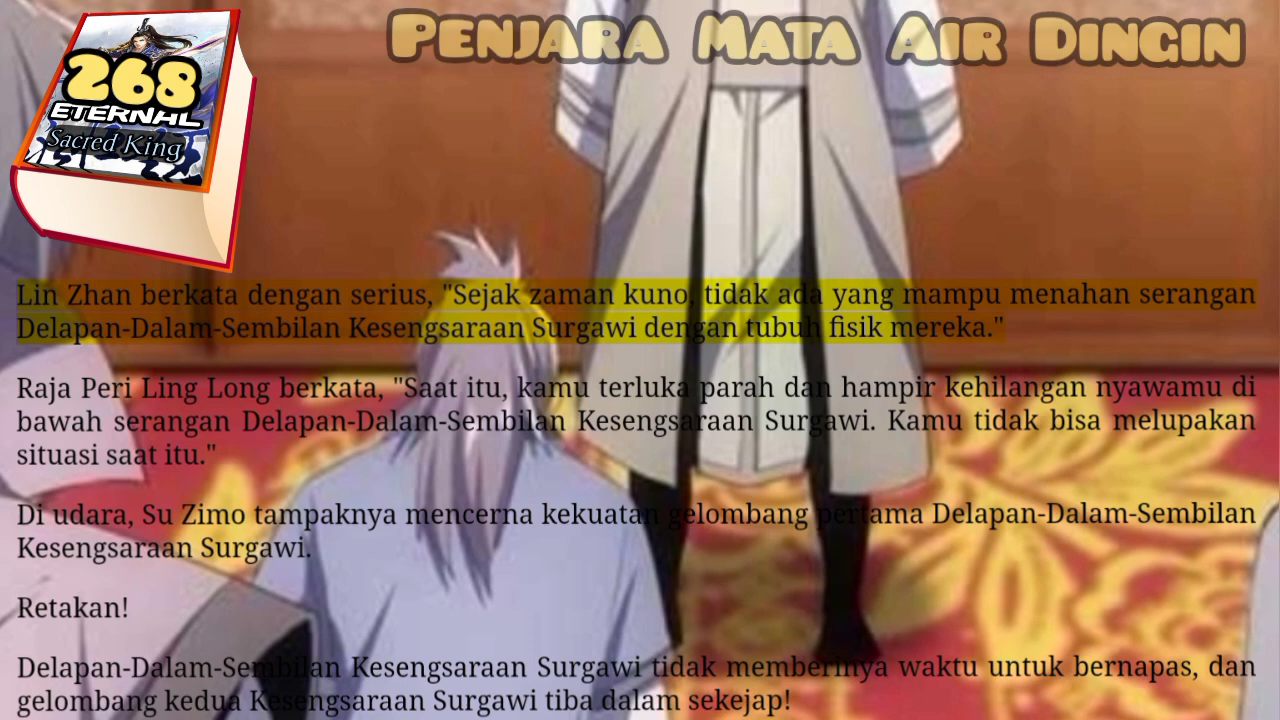 Penjara Mata Air Dingin
268
ETERNAL
Sacred King
Lin Zhan berkata dengan serius, "Sejak zaman kuno, tidak ada yang mampu menahan serangan
Delapan-Dalam-Sembilan Kesengsaraan Surgawi dengan tubuh fisik mereka."
Raja Peri Ling Long berkata, "Saat itu, kamu terluka parah dan hampir kehilangan nyawamu di
bawah serangan Delapan-Dalam-Sembilan Kesengsaraan Surgawi. Kamu tidak bisa melupakan
situasi saat itu."
Di udara, Su Zimo tampaknya mencerna kekuatan gelombang pertama Delapan-Dalam-Sembilan
Kesengsaraan Surgawi.
Retakan!
Delapan-Dalam-Sembilan Kesengsaraan Surgawi tidak memberinya waktu untuk bernapas, dan
gelombang kedua Kesengsaraan Surgawi tiba dalam sekejap!